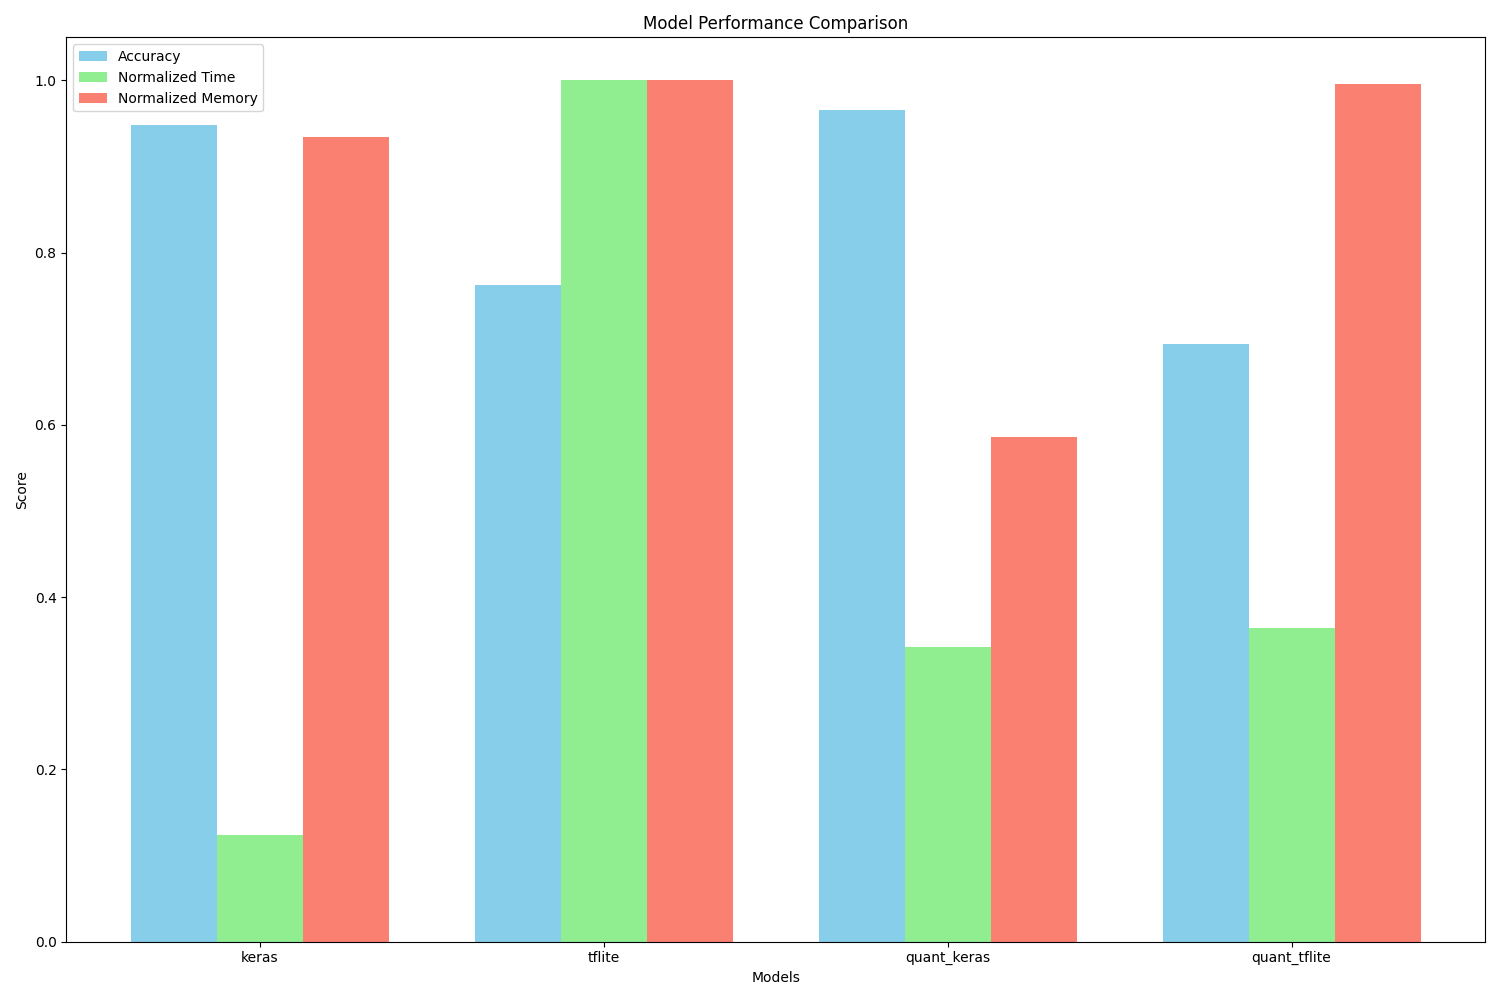 Model Performance Comparison
Accuracy
Normalized Time
Normalized Memory
1.0
0.8
0.6
0.4
0.2
0.0
Score
keras
tflite
quant_keras
quant_tflite
Models